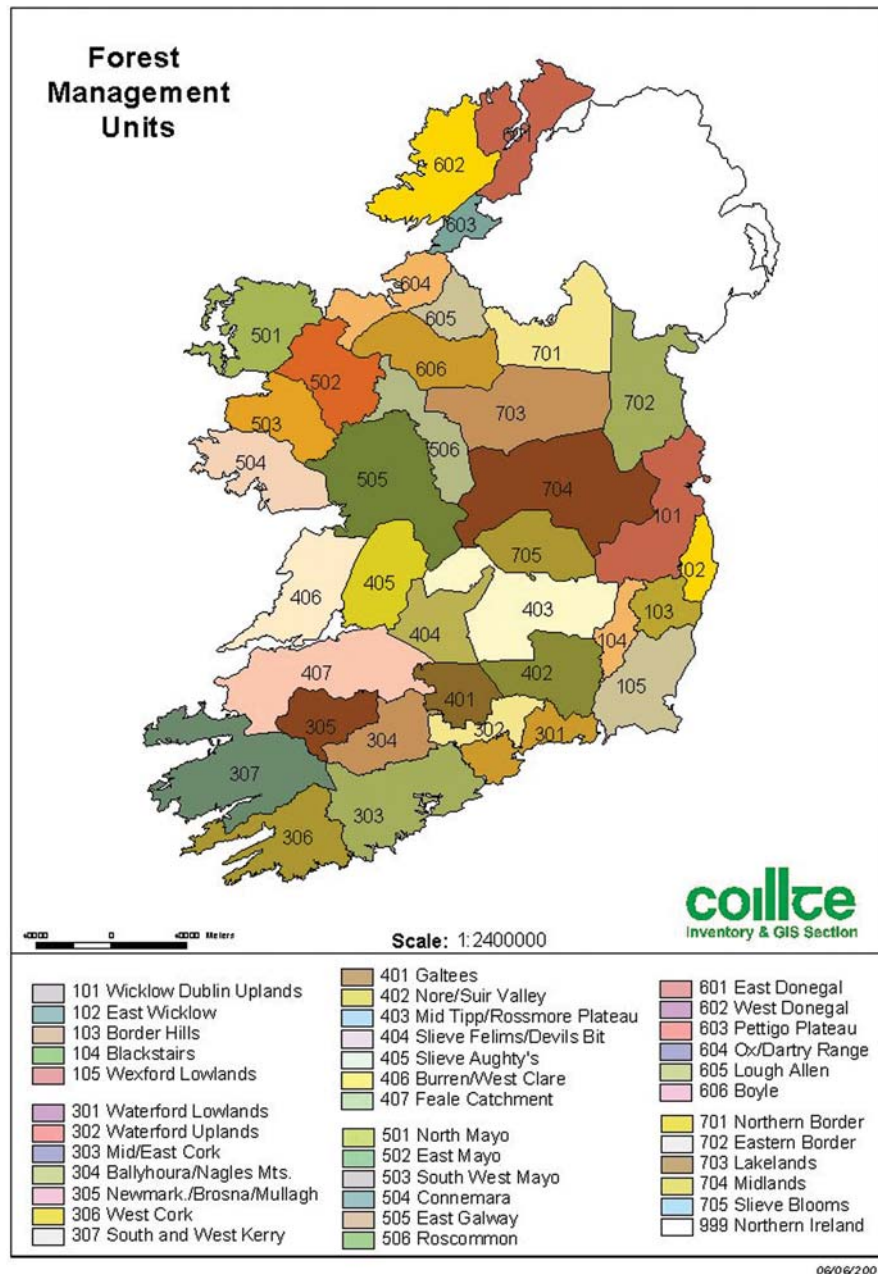 Forest
Management
Units
601
602
603
604
605
501
701
606
502
702
703
503
506
504
505
704
101
705
102
405
406
403
103
404
104
402
407
105
401
305
302
301
304
307
303
306
coillte
Inventory & GIS Section
Meters
Scale: 1:2400000
101 Wicklow Dublin Uplands
102 East Wicklow
103 Border Hills
104 Blackstairs
105 Wexford Lowlands
301 Waterford Lowlands
302 Waterford Uplands
303 Mid/East Cork
304 Ballyhoura/Nagles Mts.
305 Newmark./Brosna/Mullagh
306 West Cork
307 South and West Kerry
401 Galtees
402 Nore/Suir Valley
403 Mid Tipp/Rossmore Plateau
404 Slieve Felims/Devils Bit
405 Slieve Aughty's
406 Burren/West Clare
407 Feale Catchment
501 North Mayo
502 East Mayo
503 South West Mayo
504 Connemara
505 East Galway
506 Roscommon
601 East Donegal
602 West Donegal
603 Pettigo Plateau
604 Ox/Dartry Range
605 Lough Allen
606 Boyle
701 Northern Border
702 Eastern Border
703 Lakelands
704 Midlands
705 Slieve Blooms
999 Northern Ireland
06/06/200